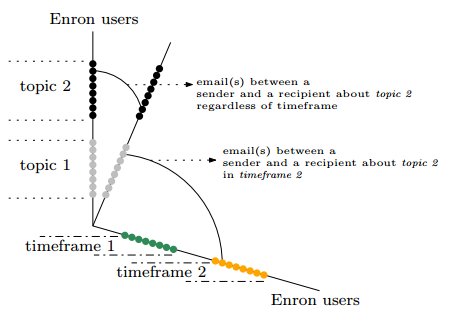 Enron users
topic 2
email(s) between a
sender and a recipient about topic 2
regardless of timeframe
topic 1
email(s) between a
sender and a recipient about topic 2
in timeframe 2
timeframe 1
timeframe 2
Enron users